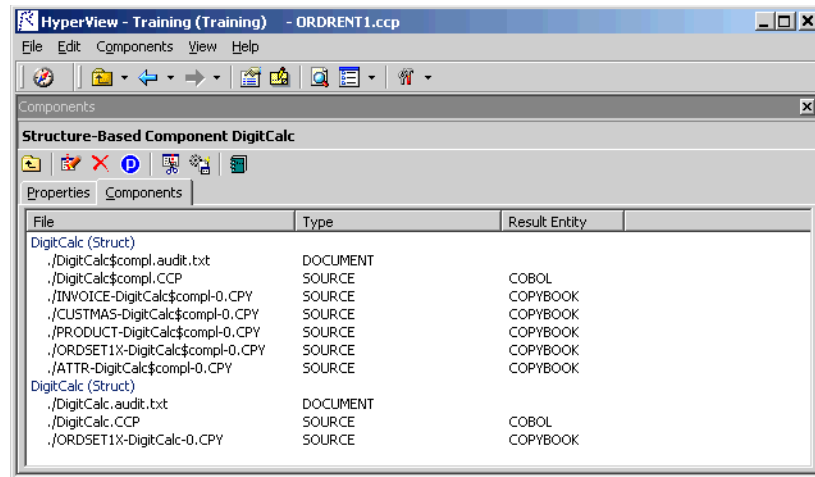 HyperView - Training (Training) - ORDRENT1.ccp
File Edit Components View Help
Components
Structure-Based Component DigitCalc
Properties Components
File Type Result Entity
DigitCalc (Struct)
./DigitCalc$compl.audit.txt DOCUMENT
./DigitCalc$compl.CCP SOURCE COBOL
./INVOICE-DigitCalc$compl-0.CPY SOURCE COPYBOOK
./CUSTMAS-DigitCalc$compl-0.CPY SOURCE COPYBOOK
./PRODUCT-DigitCalc$compl-0.CPY SOURCE COPYBOOK
./ORDSET1X-DigitCalc$compl-0.CPY SOURCE COPYBOOK
./ATTR-DigitCalc$compl-0.CPY SOURCE COPYBOOK
DigitCalc (Struct)
./DigitCalc.audit.txt DOCUMENT
./DigitCalc.CCP SOURCE COBOL
./ORDSET1X-DigitCalc-0.CPY SOURCE COPYBOOK